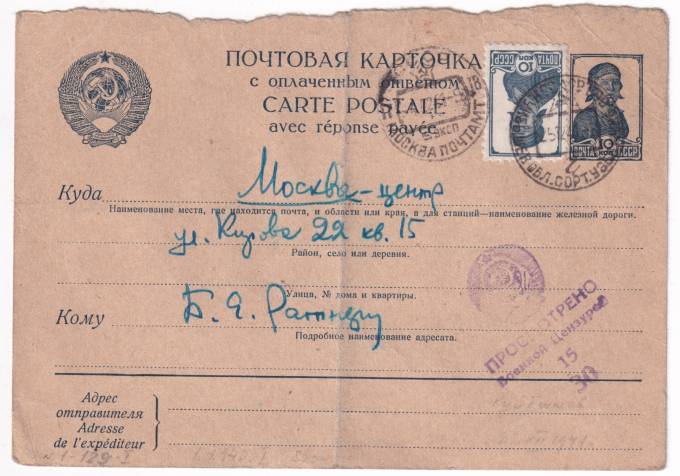 ПОЧТОВАЯ КАРТОЧКА
с оплаченным ответом
CARTE POSTALE
avec réponse payée
ПОЧТА СССР
10 КОП
10
ПОЧТА СССР
МОСКВА ПОЧТАМТ
ОБЛ. СОРТ. УЗ
Куда Москва-центр
Наименование места, где находится почта, и области или края, а для станций—наименование железной дороги.
ул. Кирова 22 кв. 15
Район, село или деревня.
Улица, № дома и квартиры.
Кому Б. Я.
Подробное наименование адресата.
ПРОСМОТРЕНО
Военной Цензурой
15
30
Адрес
отправителя
Adresse
de l'expéditeur